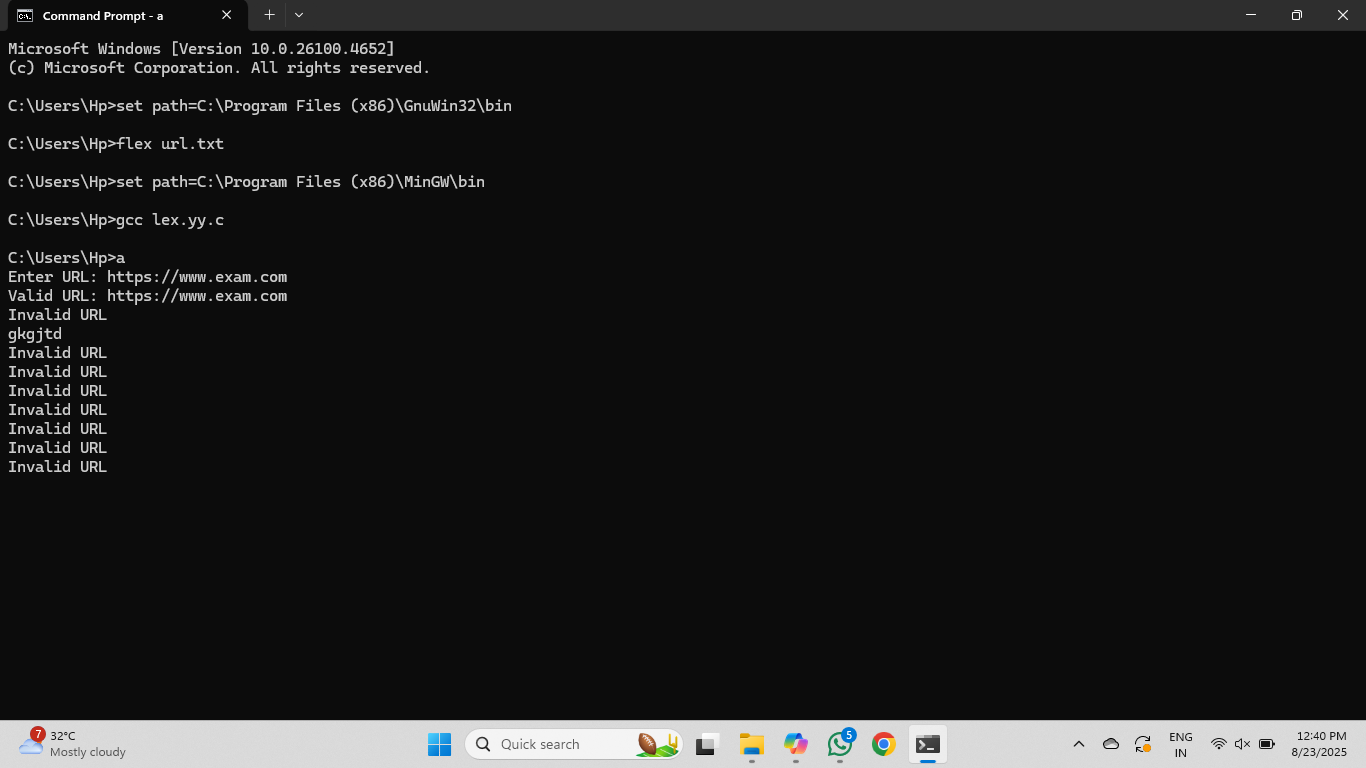 Command Prompt - a
Microsoft Windows [Version 10.0.26100.4652]
(c) Microsoft Corporation. All rights reserved.
C:\Users\Hp>set path=C:\Program Files (x86)\GnuWin32\bin
C:\Users\Hp>flex url.txt
C:\Users\Hp>set path=C:\Program Files (x86)\MinGW\bin
C:\Users\Hp>gcc lex.yy.c
C:\Users\Hp>a
Enter URL: https://www.exam.com
Valid URL: https://www.exam.com
Invalid URL
gkgjtd
Invalid URL
Invalid URL
Invalid URL
Invalid URL
Invalid URL
Invalid URL
Invalid URL
7
32°C
Mostly cloudy
Quick search
5
ENG
IN
12:40 PM
8/23/2025